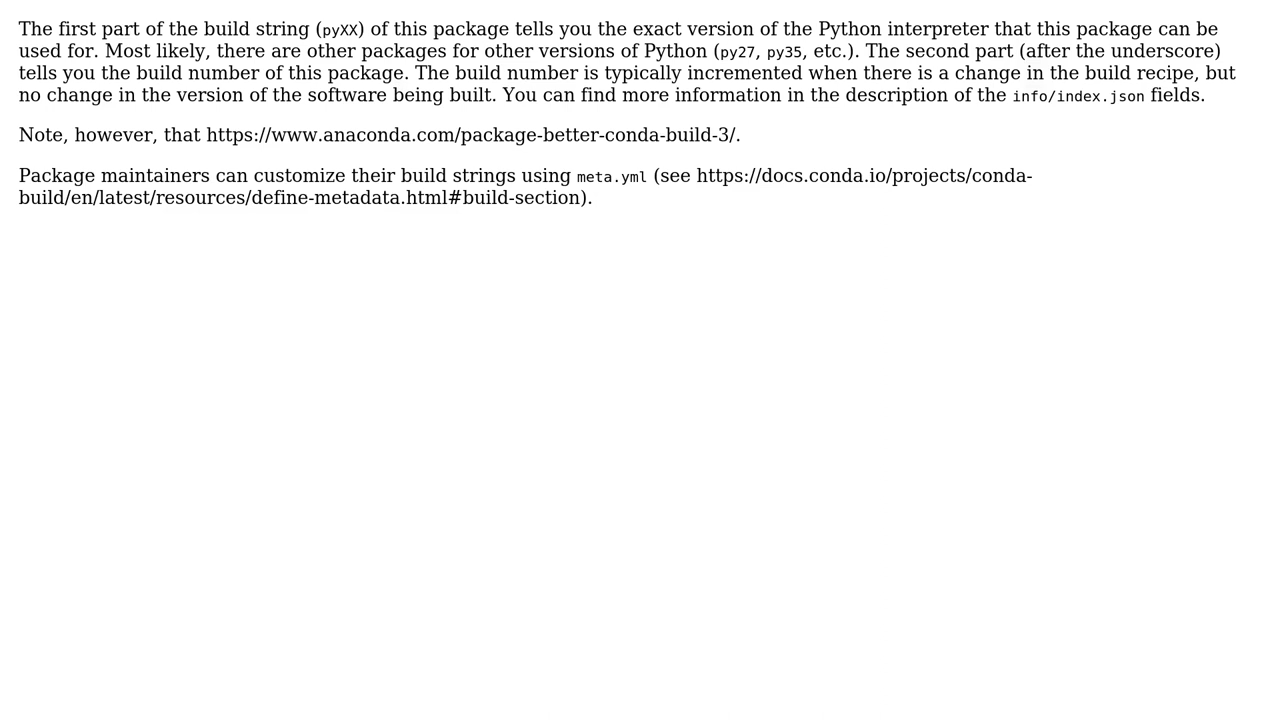 The first part of the build string (pyXX) of this package tells you the exact version of the Python interpreter that this package can be
used for. Most likely, there are other packages for other versions of Python (py27, py35, etc.). The second part (after the underscore)
tells you the build number of this package. The build number is typically incremented when there is a change in the build recipe, but
no change in the version of the software being built. You can find more information in the description of the info/index.json fields.
Note, however, that https://www.anaconda.com/package-better-conda-build-3/.
Package maintainers can customize their build strings using meta.yml (see https://docs.conda.io/projects/conda-
build/en/latest/resources/define-metadata.html#build-section).